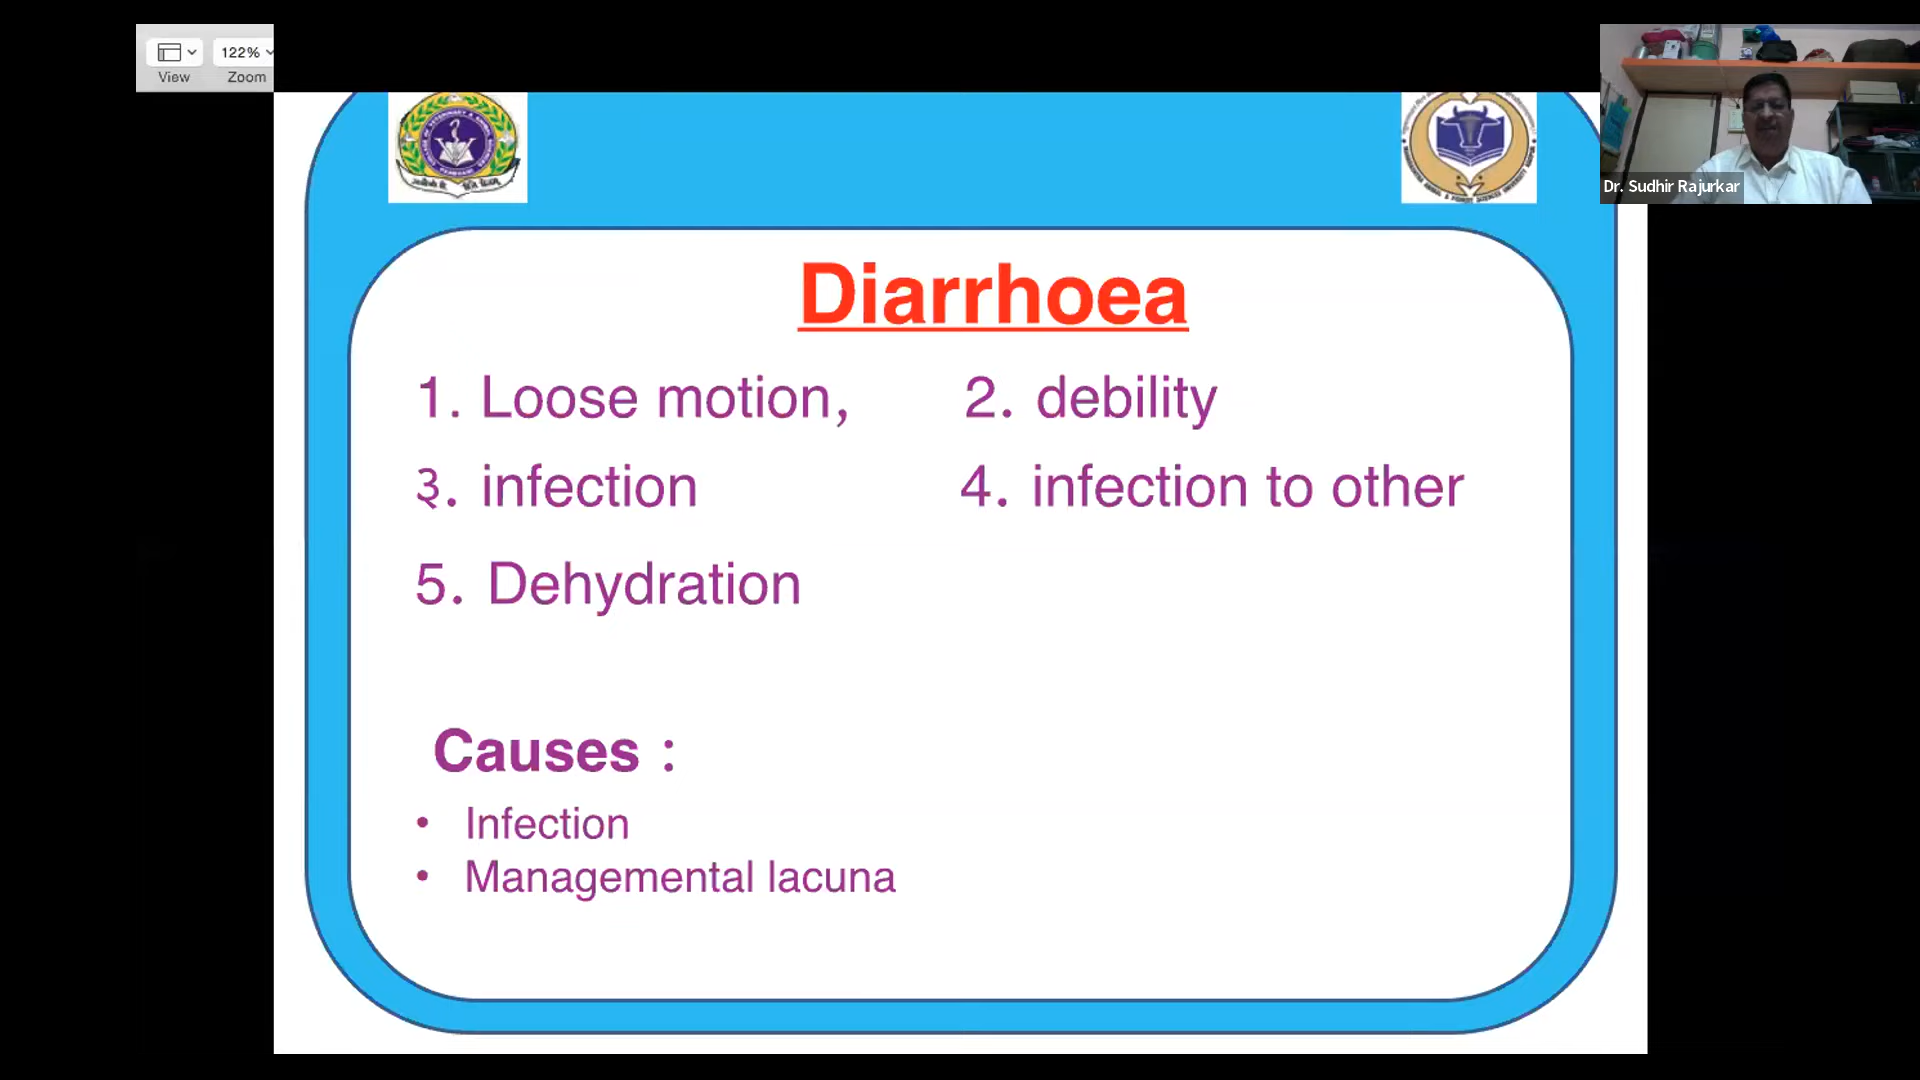 View
122%
Zoom
Dr. Sudhir Rajurkar
Diarrhoea
1. Loose motion, 2. debility
३. infection 4. infection to other
5. Dehydration
Causes :
• Infection
• Managemental lacuna